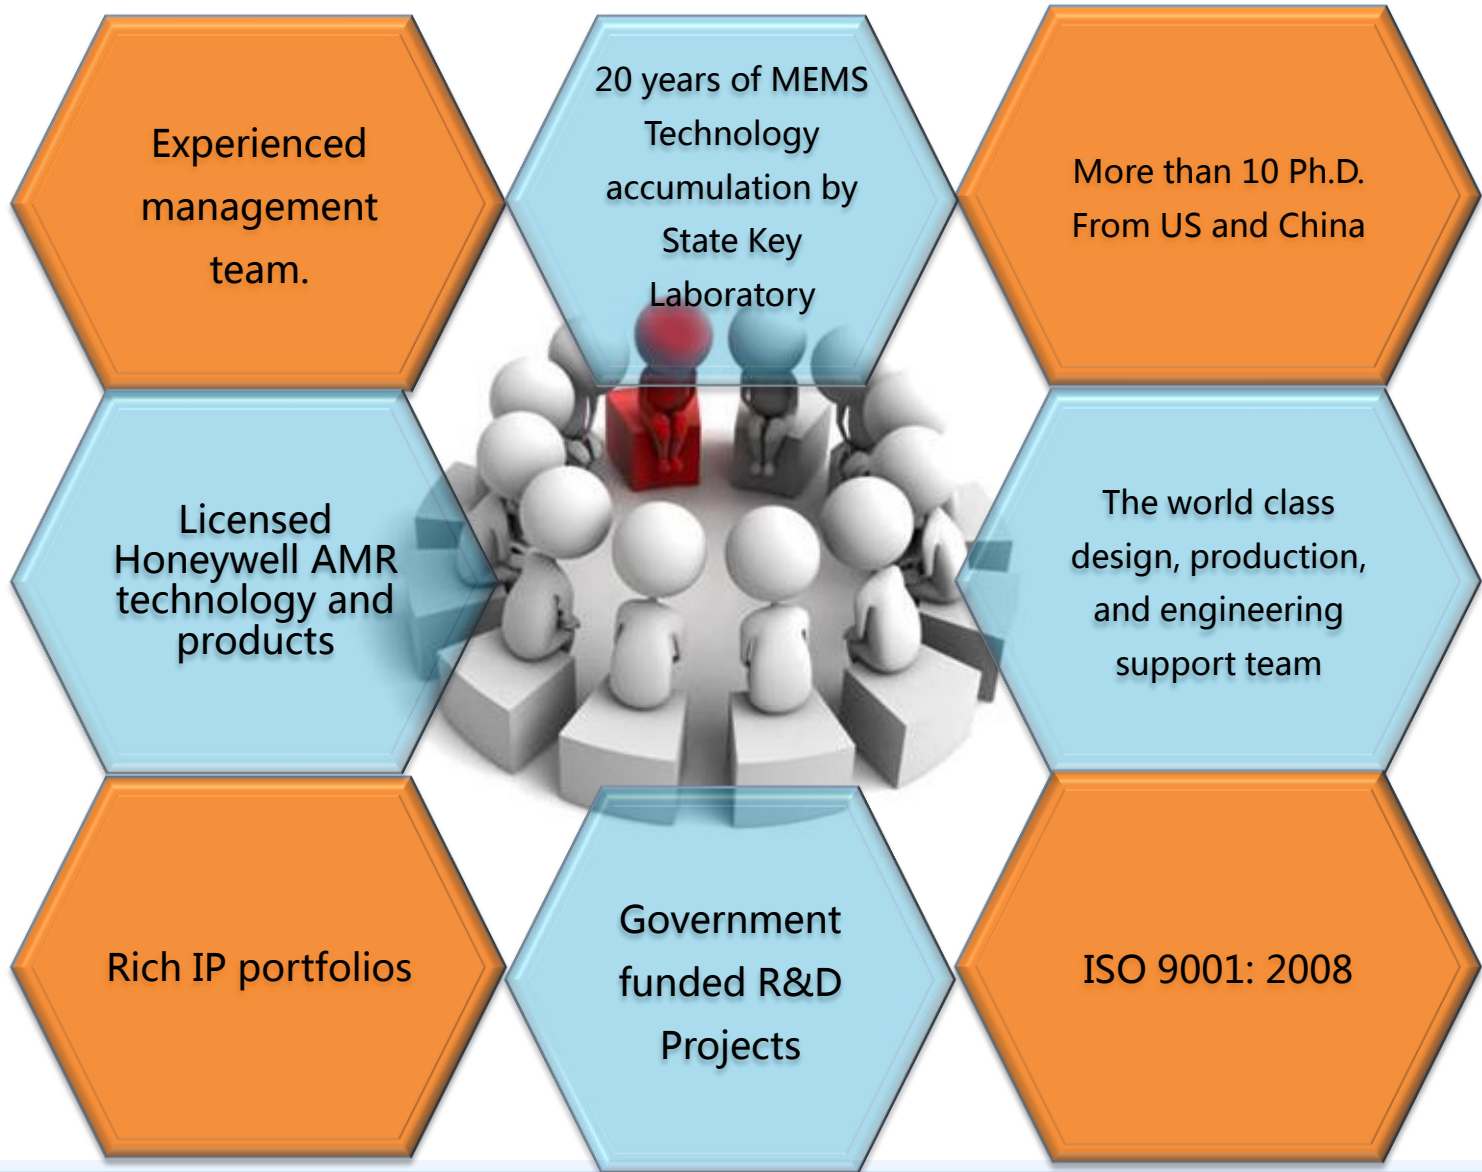 Experienced
management
team.
20 years of MEMS
Technology
accumulation by
State Key
Laboratory
More than 10 Ph.D.
From US and China
Licensed
Honeywell AMR
technology and
products
The world class
design, production,
and engineering
support team
Rich IP portfolios
Government
funded R&D
Projects
ISO 9001: 2008